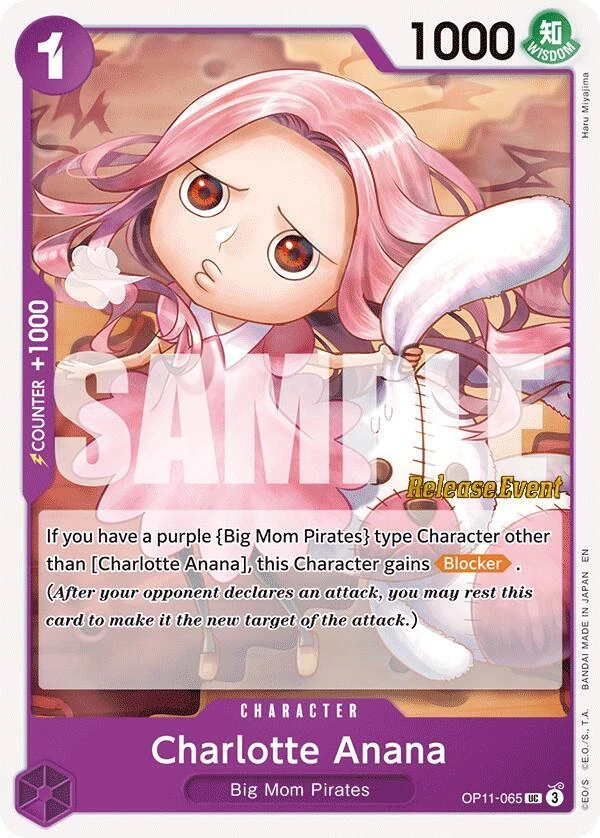 1
1000
知
WISDOM
Haru Miyajima
COUNTER +1000
SAMPLE
Release Event
If you have a purple {Big Mom Pirates} type Character other
than [Charlotte Anana], this Character gains Blocker .
(After your opponent declares an attack, you may rest this
card to make it the new target of the attack.)
CHARACTER
Charlotte Anana
Big Mom Pirates
OP11-065 UC 3
©EO/S ©E.O./S., T.A. BANDAI MADE IN JAPAN EN